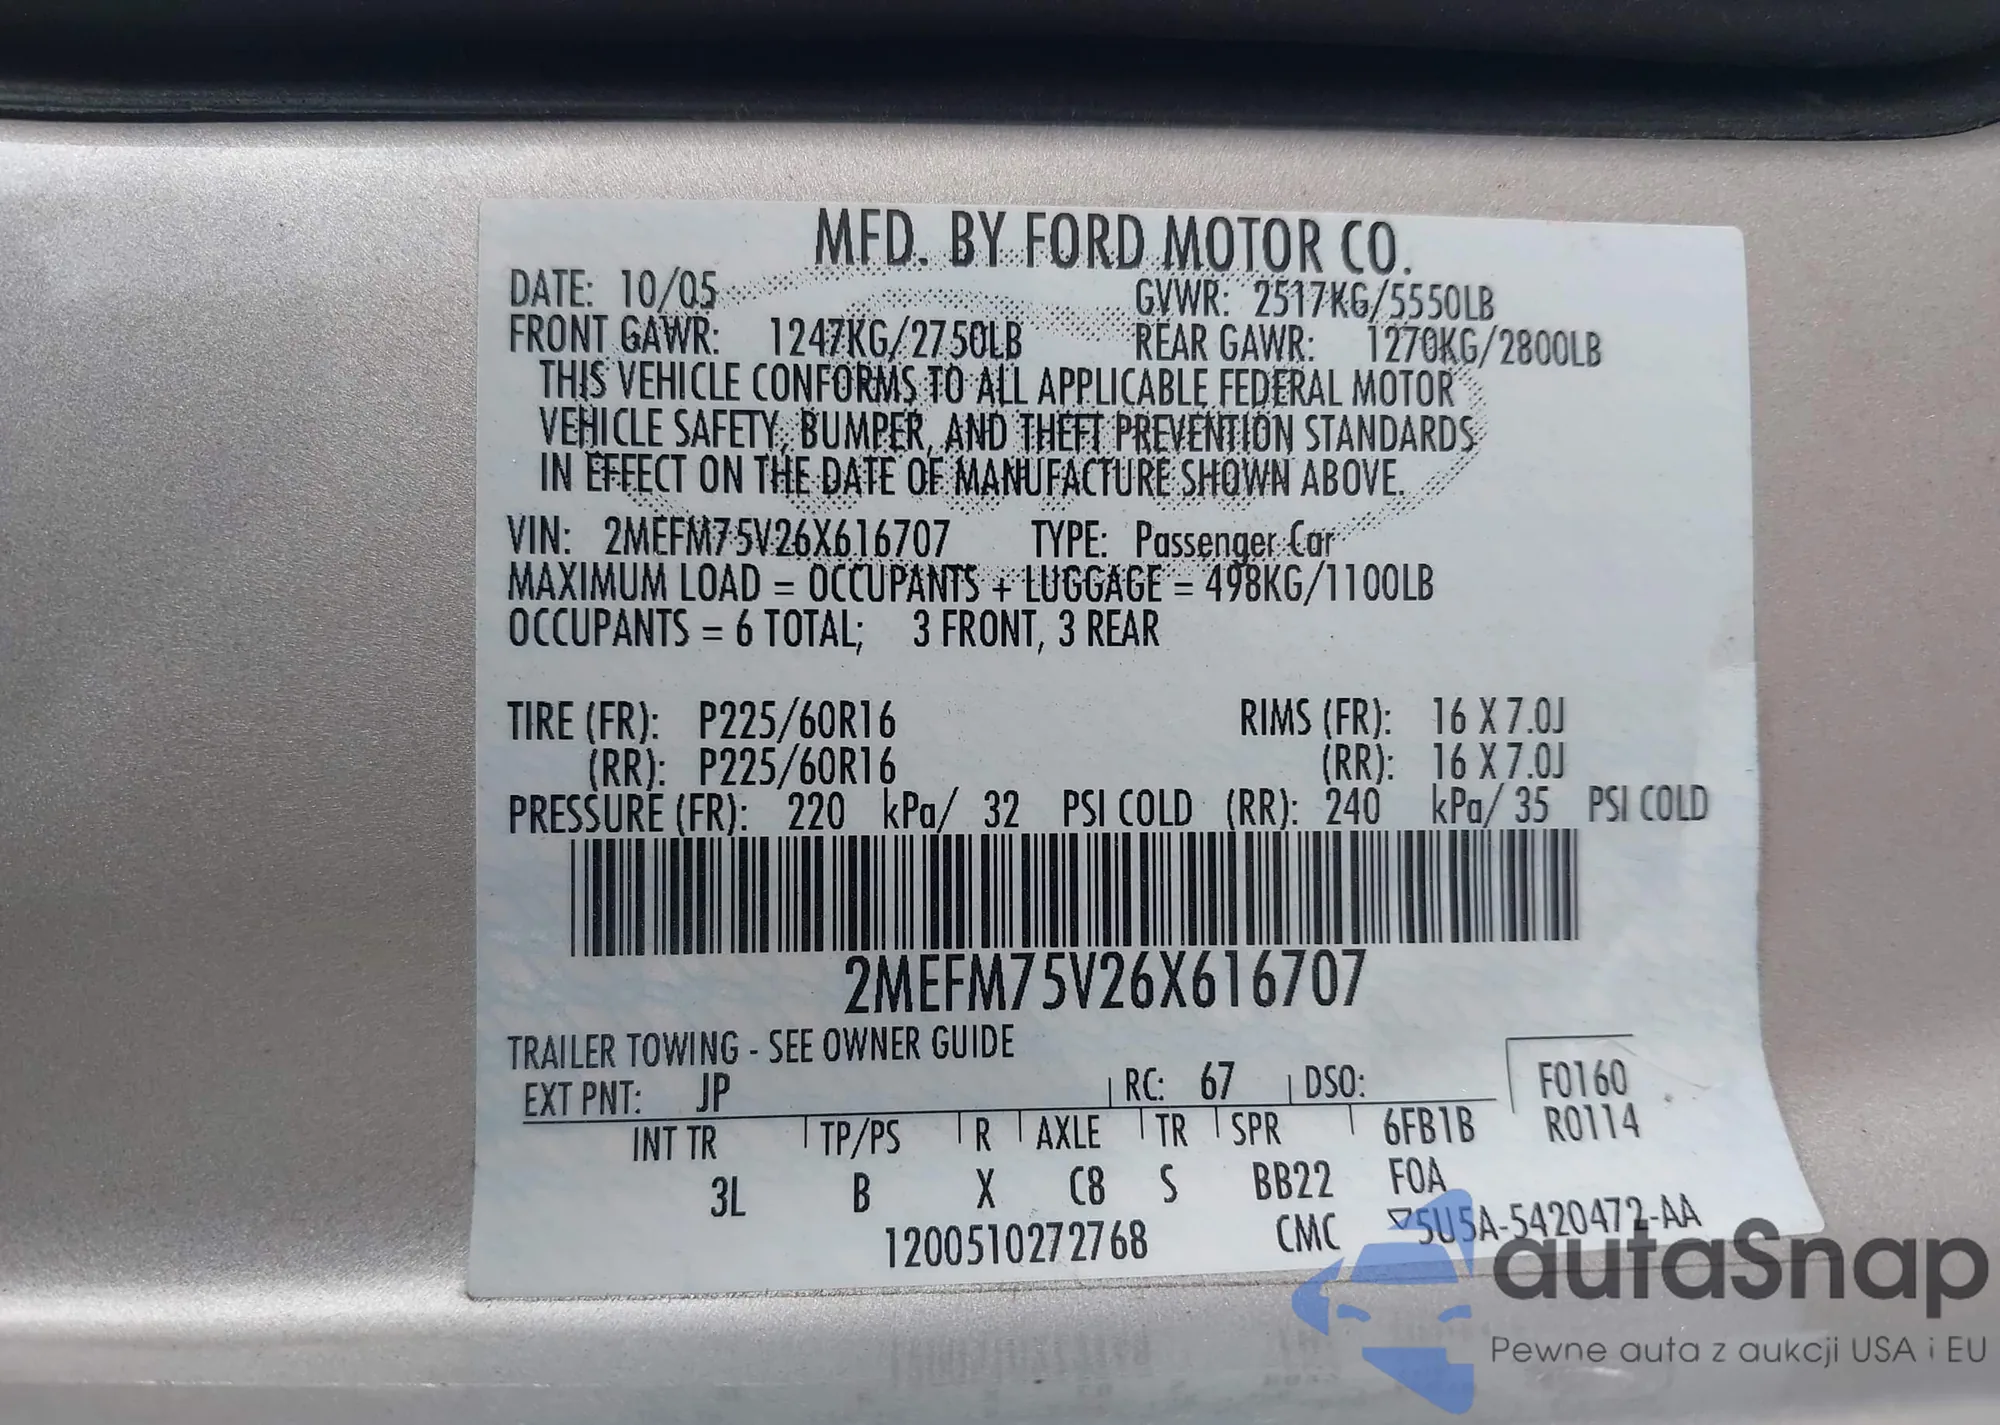 MFD. BY FORD MOTOR CO.
DATE: 10/05 GVWR: 2517KG/5550LB
FRONT GAWR: 1247KG/2750LB REAR GAWR: 1270KG/2800LB
THIS VEHICLE CONFORMS TO ALL APPLICABLE FEDERAL MOTOR
VEHICLE SAFETY, BUMPER, AND THEFT PREVENTION STANDARDS
IN EFFECT ON THE DATE OF MANUFACTURE SHOWN ABOVE.
VIN: 2MEFM75V26X616707 TYPE: Passenger Car
MAXIMUM LOAD = OCCUPANTS + LUGGAGE = 498KG/1100LB
OCCUPANTS = 6 TOTAL; 3 FRONT, 3 REAR
TIRE (FR): P225/60R16 RIMS (FR): 16 X 7.0J
(RR): P225/60R16 (RR): 16 X 7.0J
PRESSURE (FR): 220 kPa/ 32 PSI COLD (RR): 240 kPa/ 35 PSI COLD
2MEFM75V26X616707
TRAILER TOWING - SEE OWNER GUIDE
EXT PNT: JP RC: 67 DSO: F0160
INT TR TP/PS R AXLE TR SPR 6FB1B R0114
3L B X C8 S BB22 F0A
1200510272768 CMC 5U5A-5420472-AA
autaSnap
Pewne auta z aukcji USA i EU